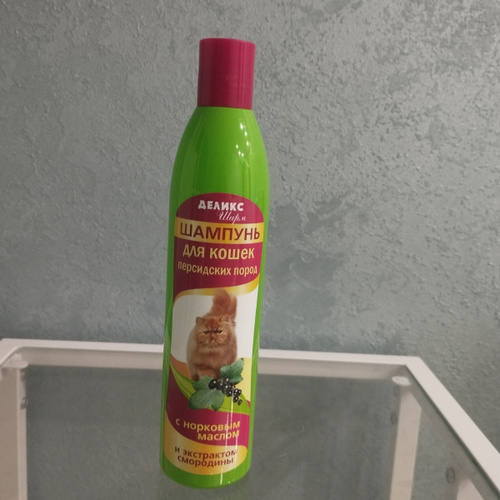 ДЕЛИКС
Шарм
ШАМПУНЬ
для кошек
персидских пород
с норковым
маслом
и экстрактом
смородины